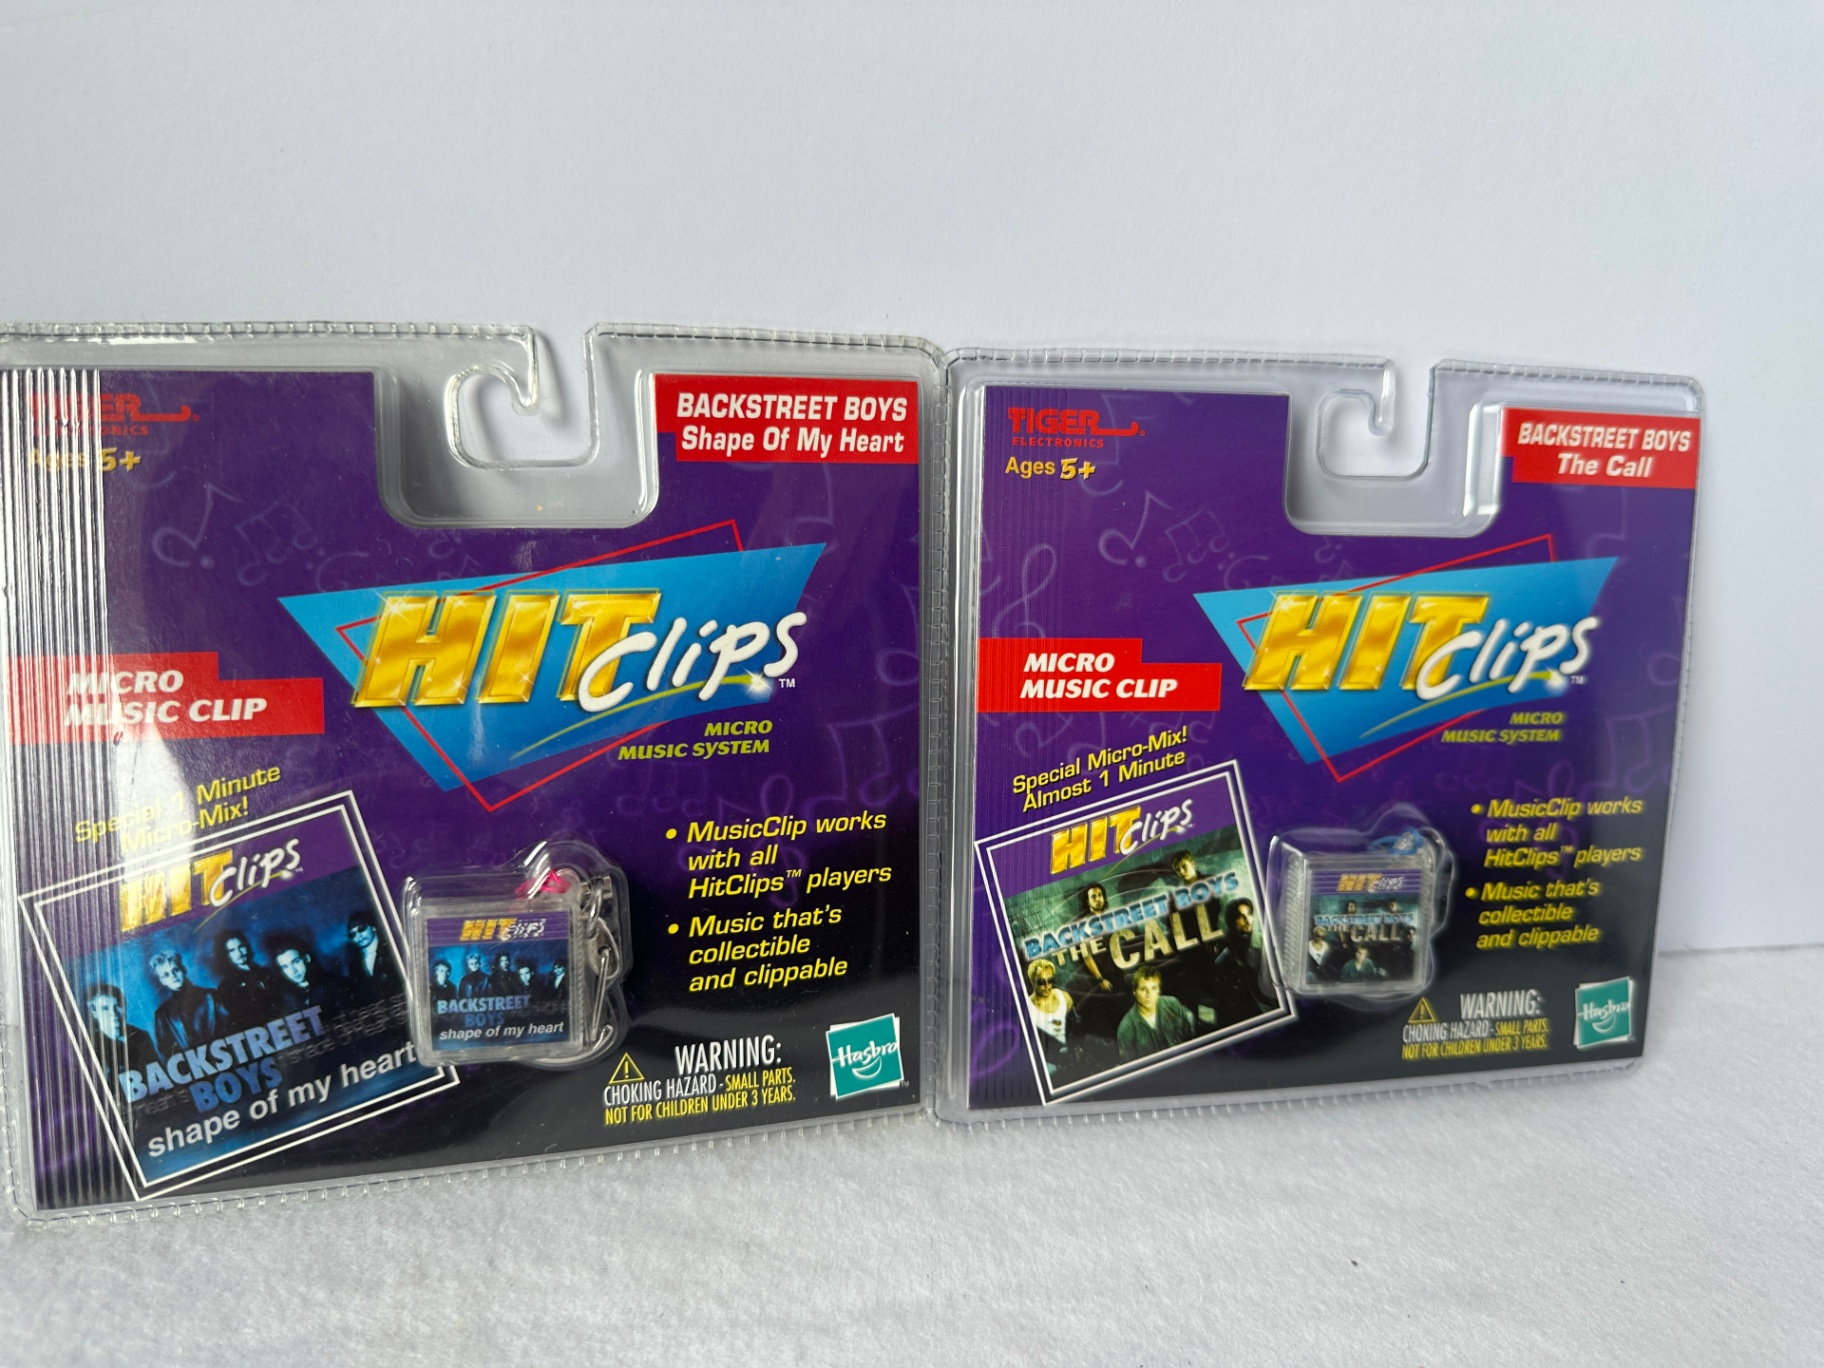 TIGER
ELECTRONICS
Ages 5+
BACKSTREET BOYS
Shape Of My Heart
HIT Clips™
MICRO
MUSIC SYSTEM
MICRO
MUSIC CLIP
Special 1 Minute
Micro-Mix!
HIT Clips™
BACKSTREET
BOYS
shape of my heart
HIT Clips
BACKSTREET
BOYS
shape of my heart
• MusicClip works
with all
HitClips™ players
• Music that's
collectible
and clippable
WARNING:
CHOKING HAZARD - SMALL PARTS.
NOT FOR CHILDREN UNDER 3 YEARS.
Hasbro
TIGER
ELECTRONICS
Ages 5+
BACKSTREET BOYS
The Call
HIT Clips™
MICRO
MUSIC SYSTEM
MICRO
MUSIC CLIP
Special Micro-Mix!
Almost 1 Minute
HIT Clips
BACKSTREET BOYS
THE CALL
HIT Clips
BACKSTREET BOYS
THE CALL
• MusicClip works
with all
HitClips™ players
• Music that's
collectible
and clippable
WARNING:
CHOKING HAZARD - SMALL PARTS.
NOT FOR CHILDREN UNDER 3 YEARS.
Hasbro